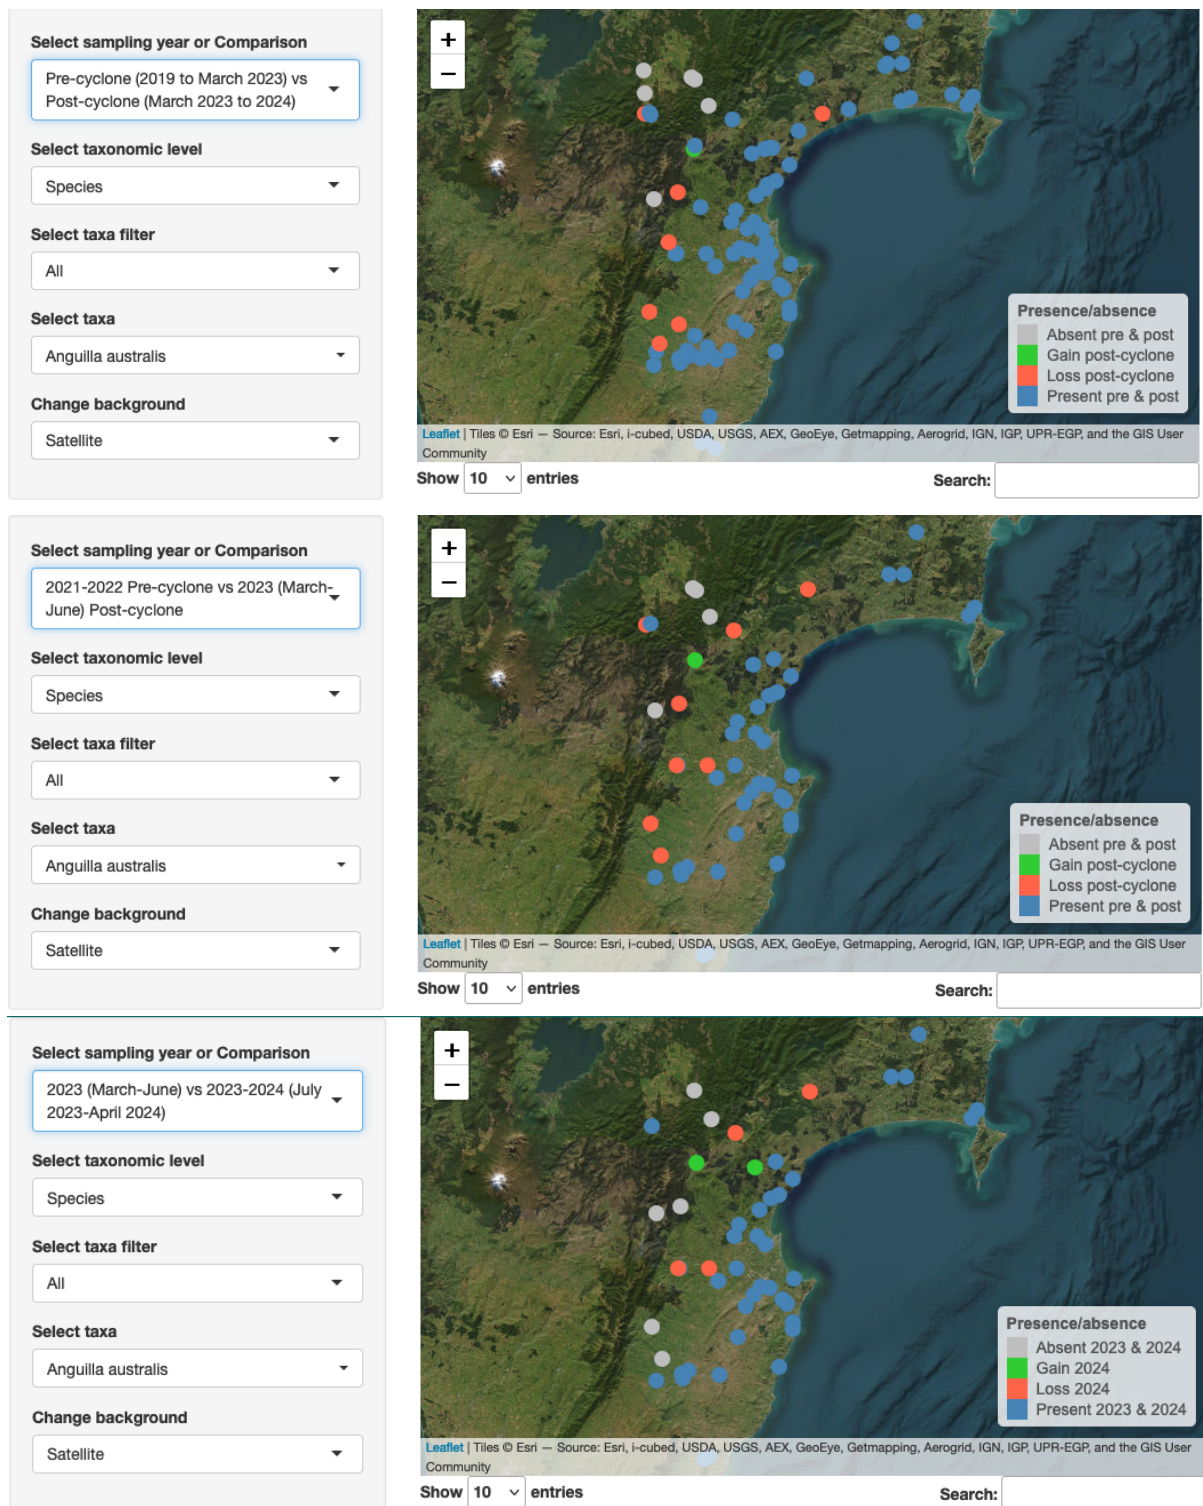 Select sampling year or Comparison
Pre-cyclone (2019 to March 2023) vs
Post-cyclone (March 2023 to 2024)
Select taxonomic level
Species
Select taxa filter
All
Select taxa
Anguilla australis
Change background
Satellite
+
−
Presence/absence
Absent pre & post
Gain post-cyclone
Loss post-cyclone
Present pre & post
Leaflet | Tiles © Esri — Source: Esri, i-cubed, USDA, USGS, AEX, GeoEye, Getmapping, Aerogrid, IGN, IGP, UPR-EGP, and the GIS User
Community
Show 10 entries
Search:
Select sampling year or Comparison
2021-2022 Pre-cyclone vs 2023 (March-
June) Post-cyclone
Select taxonomic level
Species
Select taxa filter
All
Select taxa
Anguilla australis
Change background
Satellite
+
−
Presence/absence
Absent pre & post
Gain post-cyclone
Loss post-cyclone
Present pre & post
Leaflet | Tiles © Esri — Source: Esri, i-cubed, USDA, USGS, AEX, GeoEye, Getmapping, Aerogrid, IGN, IGP, UPR-EGP, and the GIS User
Community
Show 10 entries
Search:
Select sampling year or Comparison
2023 (March-June) vs 2023-2024 (July
2023-April 2024)
Select taxonomic level
Species
Select taxa filter
All
Select taxa
Anguilla australis
Change background
Satellite
+
−
Presence/absence
Absent 2023 & 2024
Gain 2024
Loss 2024
Present 2023 & 2024
Leaflet | Tiles © Esri — Source: Esri, i-cubed, USDA, USGS, AEX, GeoEye, Getmapping, Aerogrid, IGN, IGP, UPR-EGP, and the GIS User
Community
Show 10 entries
Search: